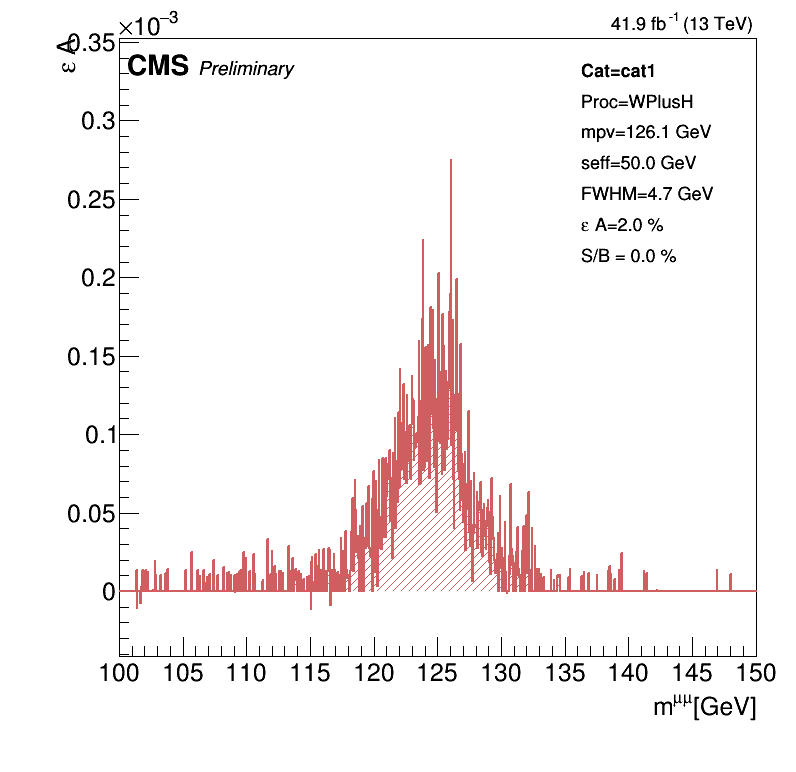 ×10⁻³
41.9 fb⁻¹ (13 TeV)
CMS Preliminary
ε A
Cat=cat1
Proc=WPlusH
mpv=126.1 GeV
seff=50.0 GeV
FWHM=4.7 GeV
ε A=2.0 %
S/B = 0.0 %
0.35
0.3
0.25
0.2
0.15
0.1
0.05
0
100 105 110 115 120 125 130 135 140 145 150
m^μμ[GeV]